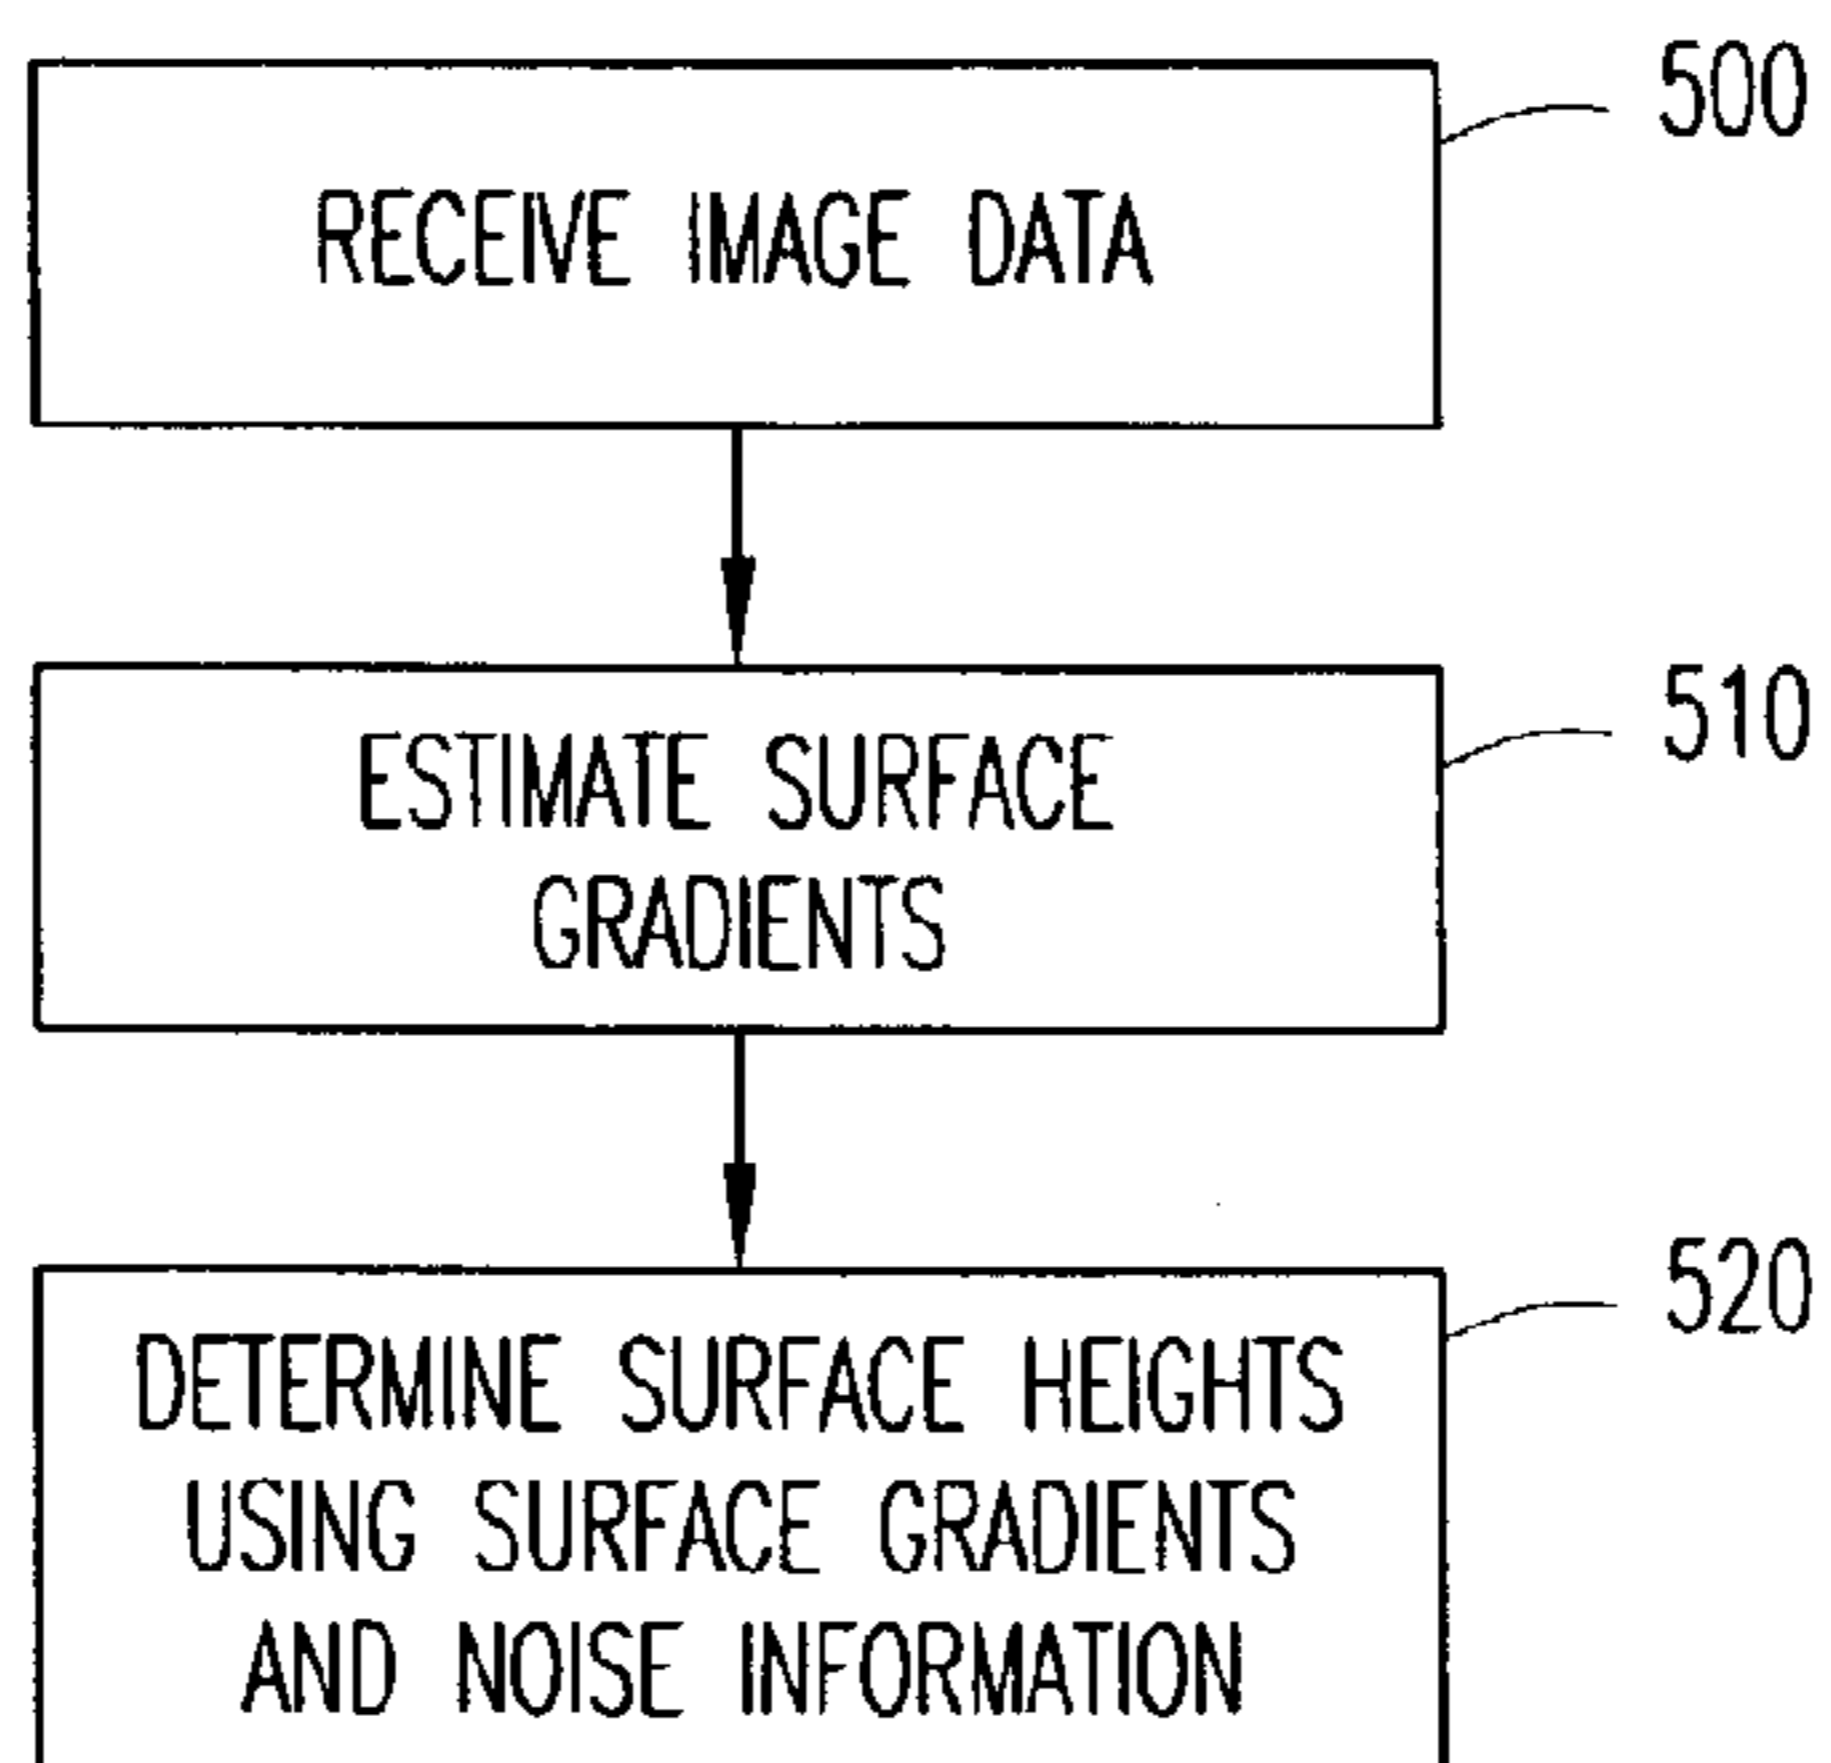 500
RECEIVE IMAGE DATA
510
ESTIMATE SURFACE
GRADIENTS
520
DETERMINE SURFACE HEIGHTS
USING SURFACE GRADIENTS
AND NOISE INFORMATION